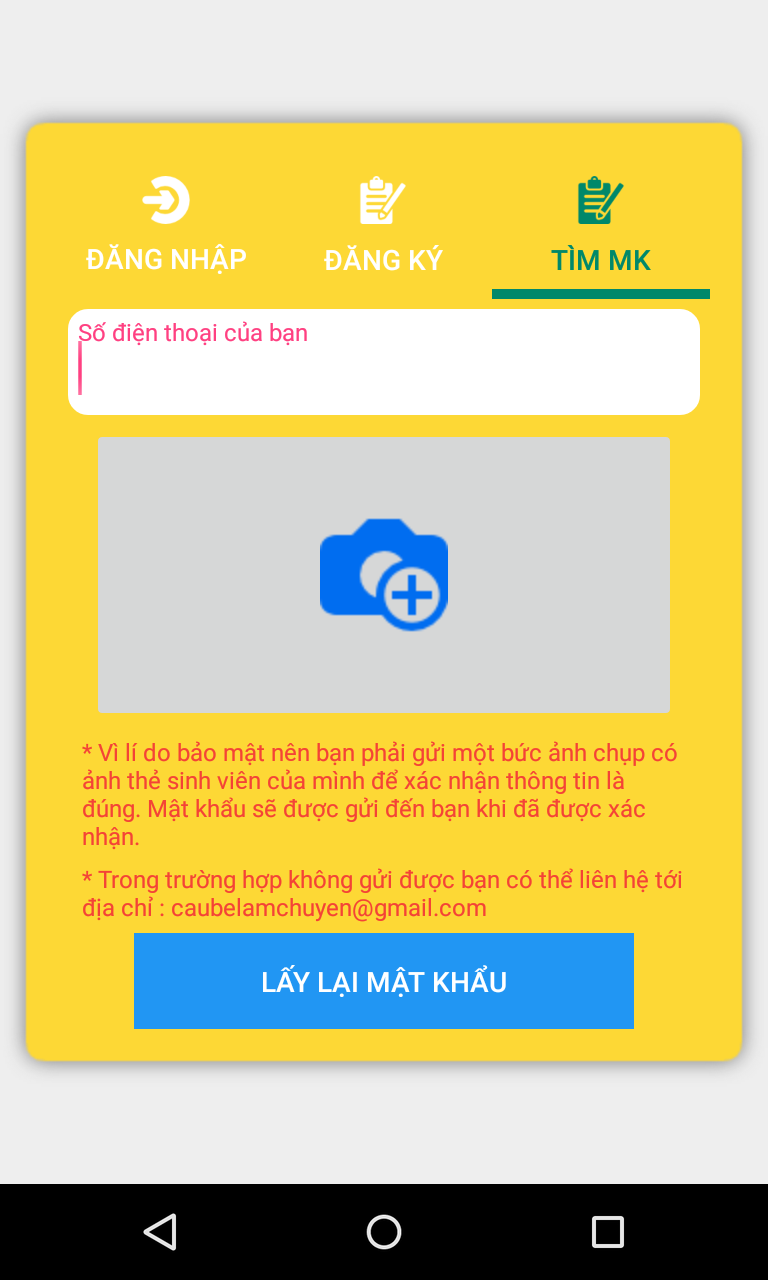 ĐĂNG NHẬP
ĐĂNG KÝ
TÌM MK
Số điện thoại của bạn
* Vì lí do bảo mật nên bạn phải gửi một bức ảnh chụp có
ảnh thẻ sinh viên của mình để xác nhận thông tin là
đúng. Mật khẩu sẽ được gửi đến bạn khi đã được xác
nhận.
* Trong trường hợp không gửi được bạn có thể liên hệ tới
địa chỉ : caubelamchuyen@gmail.com
LẤY LẠI MẬT KHẨU